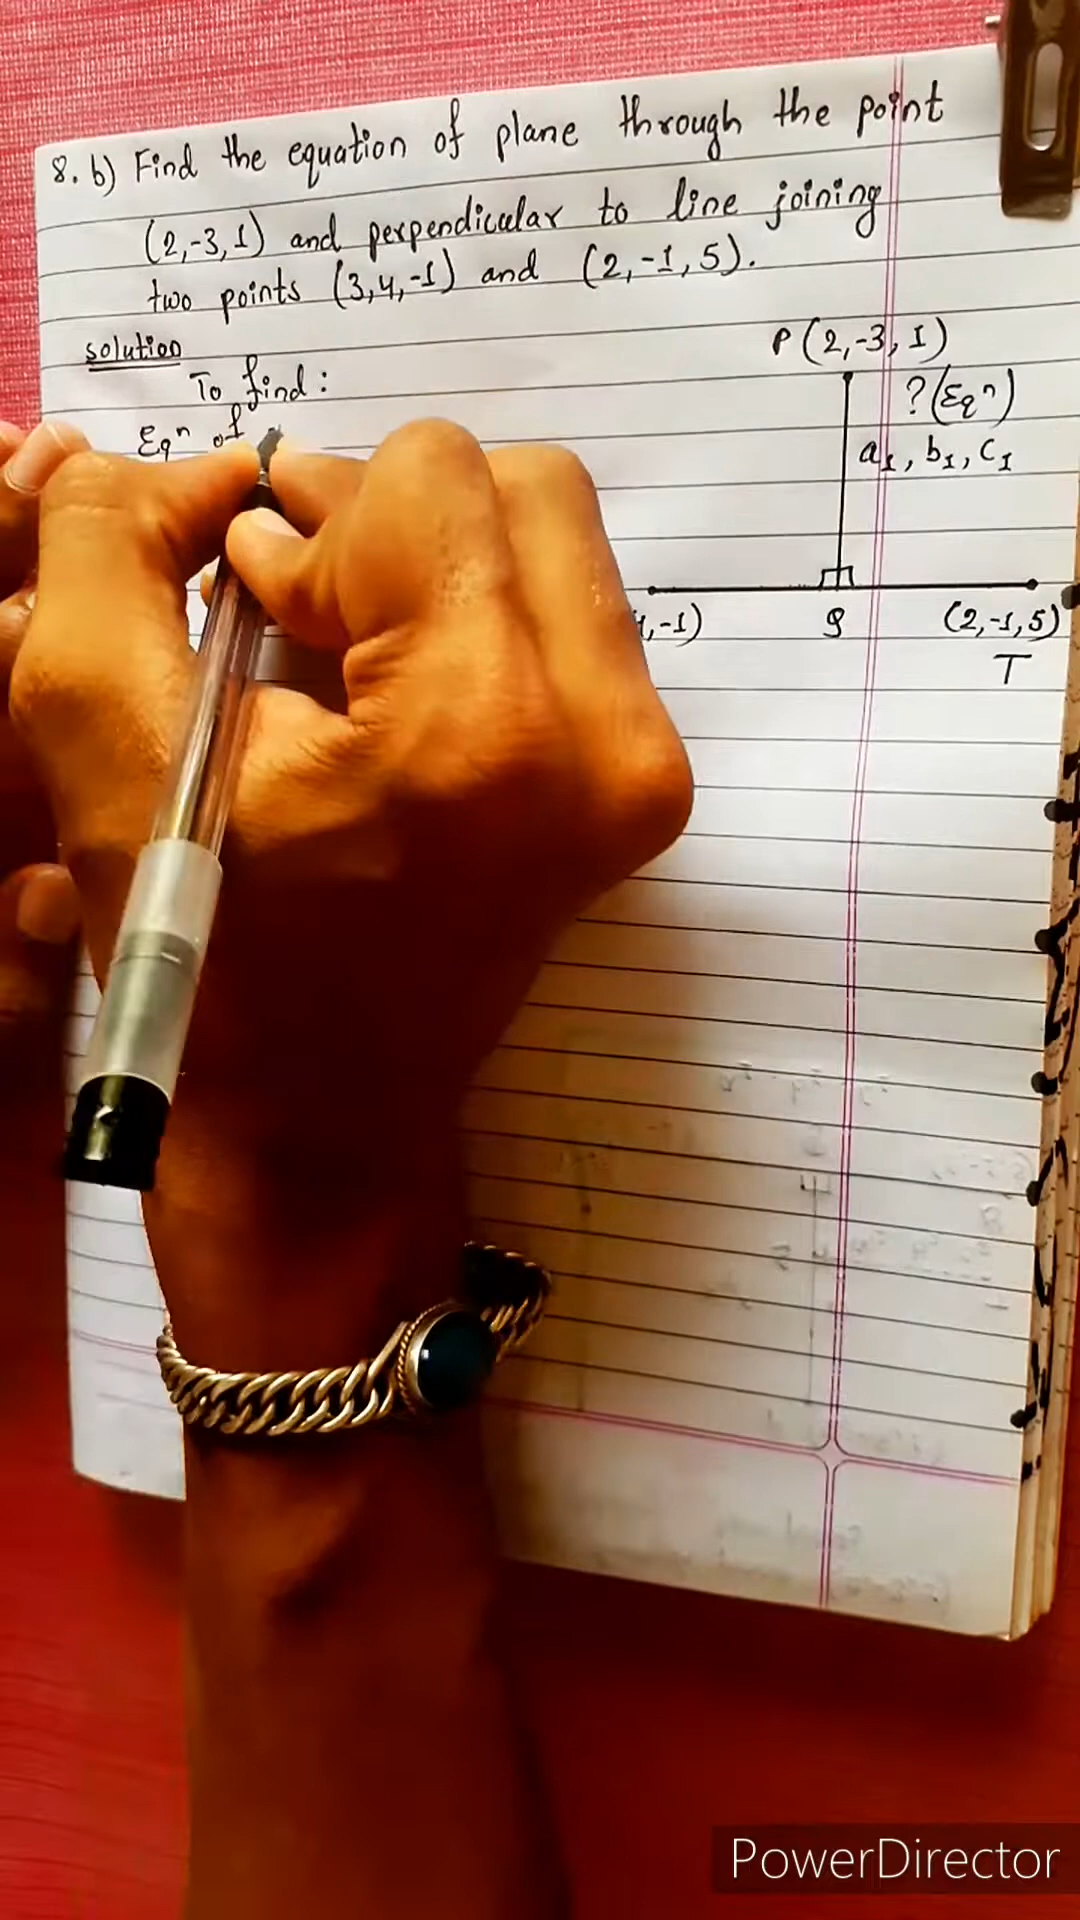 8. b) Find the equation of plane through the point
(2,-3,1) and perpendicular to line joining
two points (3,4,-1) and (2,-1,5).
solution
To find:
Eqⁿ of
P(2,-3,1)
?(Eqⁿ)
a₁, b₁, c₁
,-1)
(2,-1,5)
T
PowerDirector